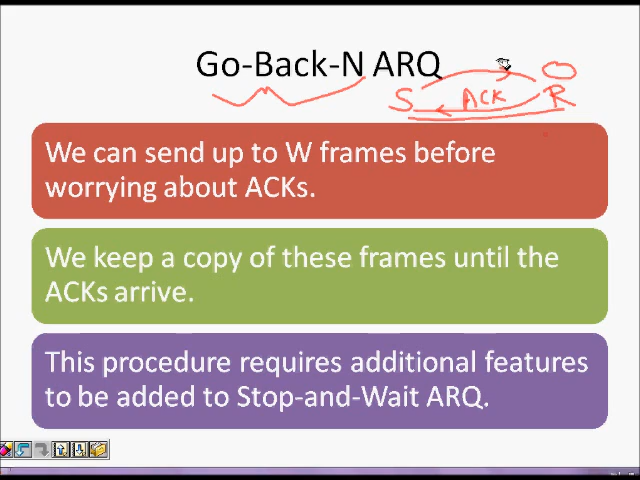 Go-Back-N ARQ
S ACK R
We can send up to W frames before
worrying about ACKs.
We keep a copy of these frames until the
ACKs arrive.
This procedure requires additional features
to be added to Stop-and-Wait ARQ.